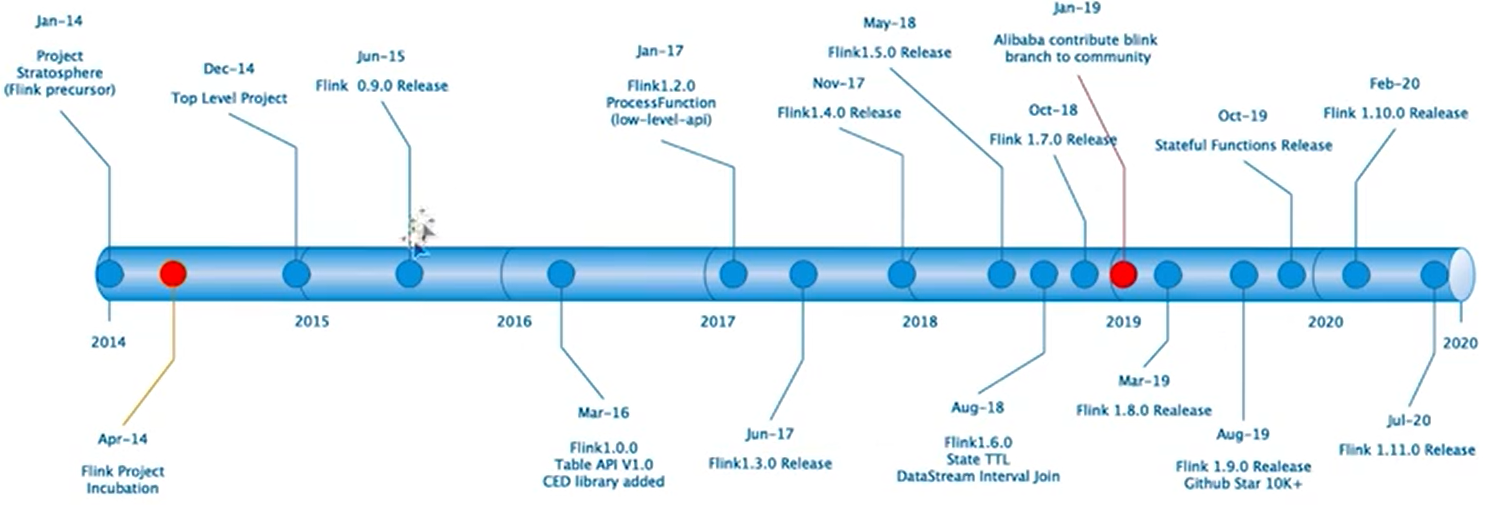 Jan-14
Project
Stratosphere
(Flink precursor)
Dec-14
Top Level Project
Jun-15
Flink 0.9.0 Release
Jan-17
Flink1.2.0
ProcessFunction
(low-level-api)
May-18
Flink1.5.0 Release
Nov-17
Flink1.4.0 Release
Jan-19
Alibaba contribute blink
branch to community
Oct-18
Flink 1.7.0 Release
Oct-19
Stateful Functions Release
Feb-20
Flink 1.10.0 Realease
2014
2015
2016
2017
2018
2019
2020
2020
Apr-14
Flink Project
Incubation
Mar-16
Flink1.0.0
Table API V1.0
CED library added
Jun-17
Flink1.3.0 Release
Aug-18
Flink1.6.0
State TTL
DataStream Interval Join
Mar-19
Flink 1.8.0 Realease
Aug-19
Flink 1.9.0 Realease
Github Star 10K+
Jul-20
Flink 1.11.0 Release